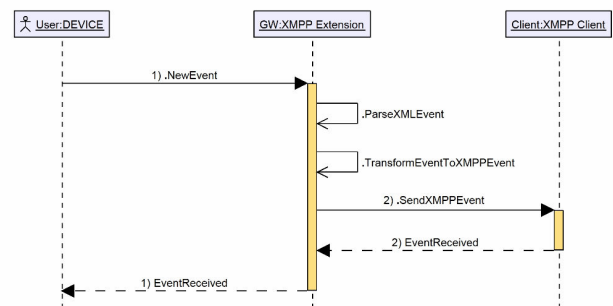 User:DEVICE
GW:XMPP Extension
Client:XMPP Client
1) .NewEvent
.ParseXMLEvent
.TransformEventToXMPPEvent
2) .SendXMPPEvent
2) EventReceived
1) EventReceived